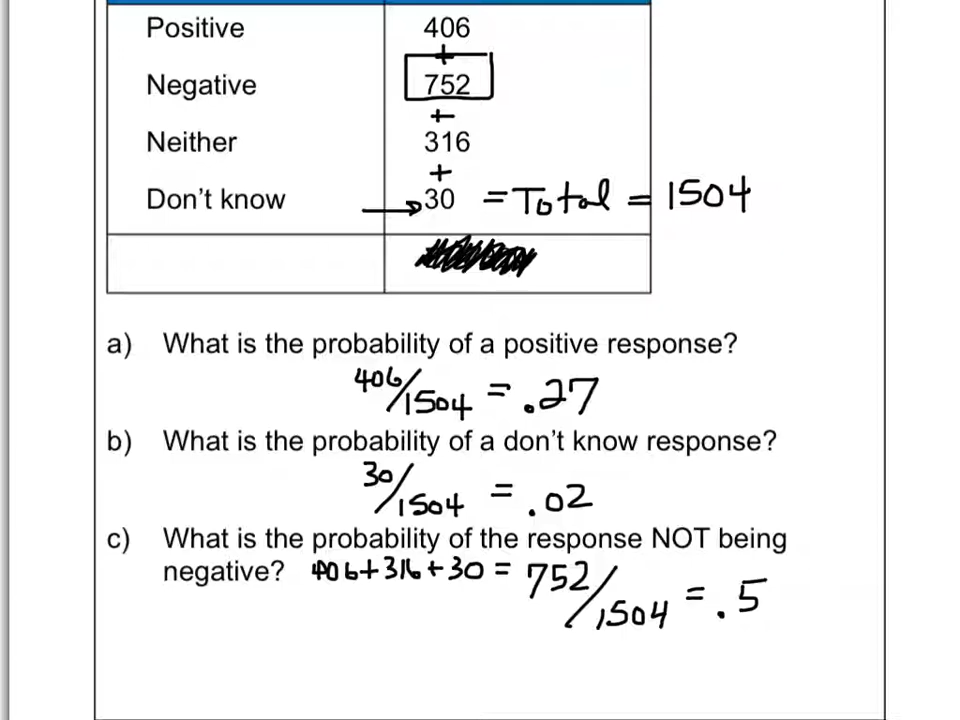 Positive 406
+
Negative 752
+
Neither 316
+
Don't know 30 = Total = 1504
a) What is the probability of a positive response?
406/1504 = .27
b) What is the probability of a don't know response?
30/1504 = .02
c) What is the probability of the response NOT being
negative? 406+316+30 = 752/1504 = .5